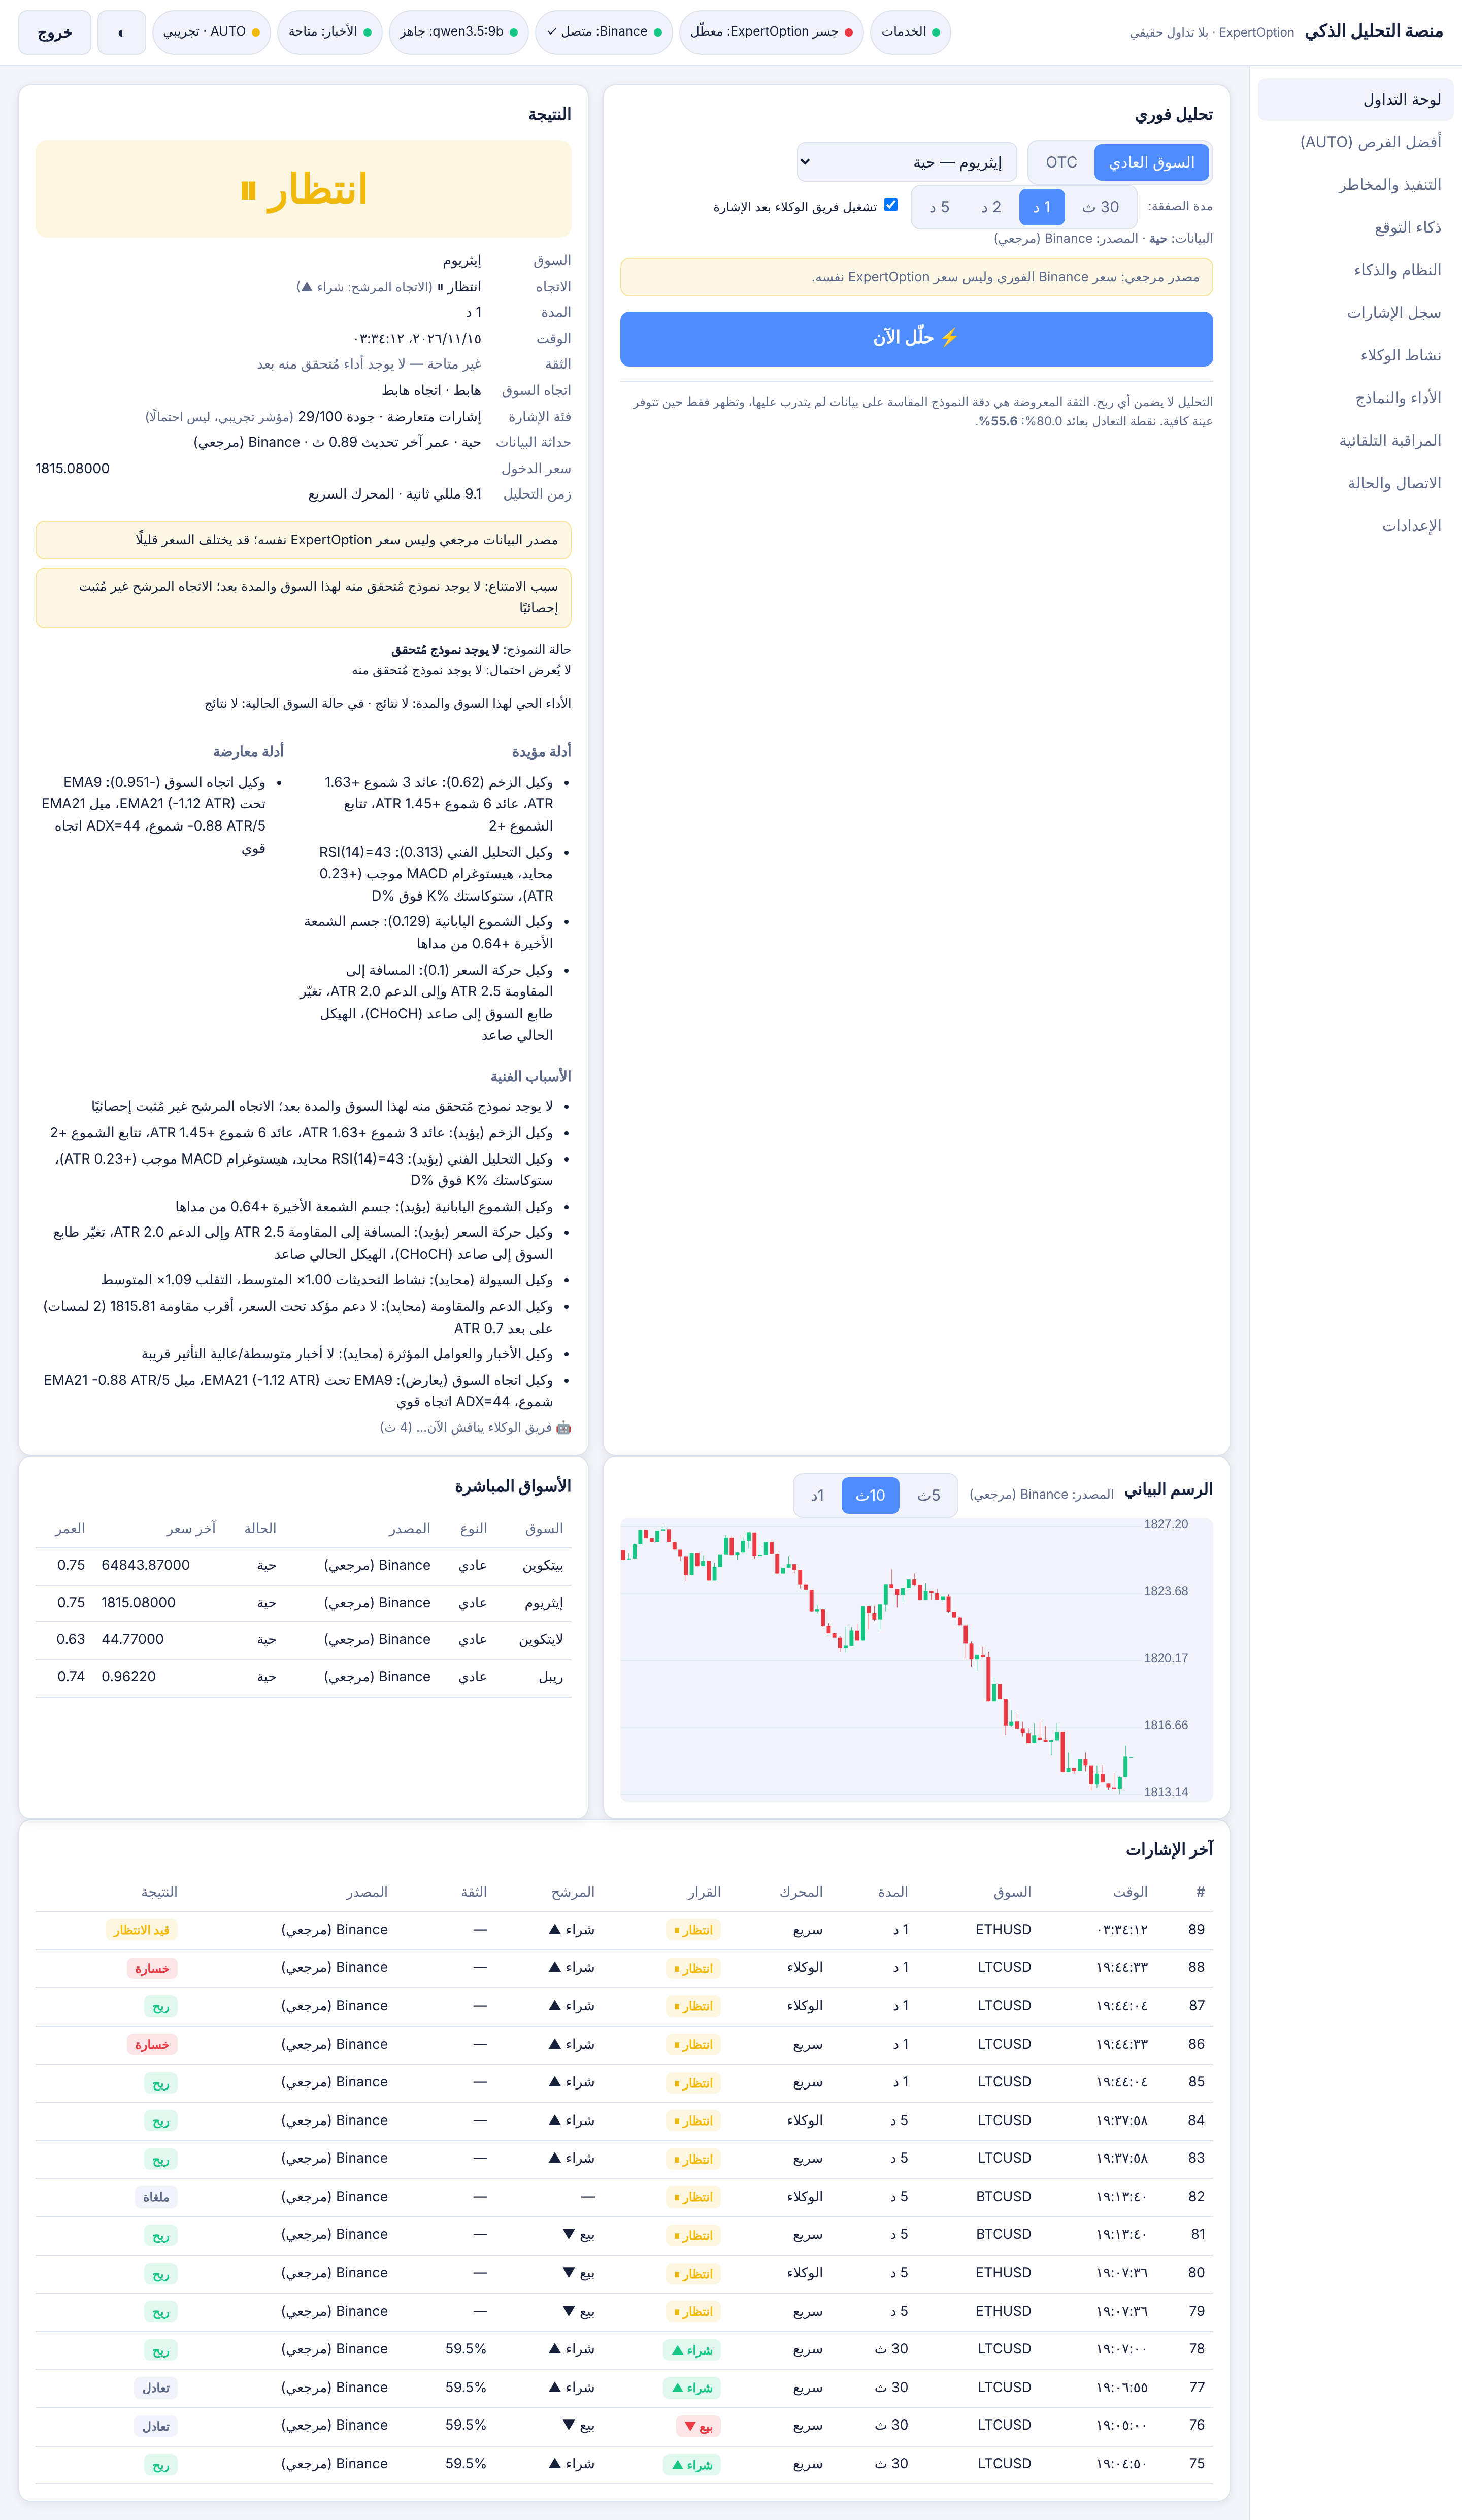 منصة التحليل الذكي
ExpertOption · بلا تداول حقيقي
الخدمات
جسر ExpertOption: معطّل
Binance: متصل ✓
qwen3.5:9b: جاهز
الأخبار: متاحة
AUTO · تجريبي
خروج
لوحة التداول
أفضل الفرص (AUTO)
التنفيذ والمخاطر
ذكاء التوقع
النظام والذكاء
سجل الإشارات
نشاط الوكلاء
الأداء والنماذج
المراقبة التلقائية
الاتصال والحالة
الإعدادات
تحليل فوري
السوق العادي
OTC
إيثريوم — حية
مدة الصفقة:
30 ث
1 د
2 د
5 د
تشغيل فريق الوكلاء بعد الإشارة
البيانات: حية · المصدر: Binance (مرجعي)
مصدر مرجعي: سعر Binance الفوري وليس سعر ExpertOption نفسه.
⚡ حلّل الآن
التحليل لا يضمن أي ربح. الثقة المعروضة هي دقة النموذج المقاسة على بيانات لم يتدرب عليها، وتظهر فقط حين تتوفر
عينة كافية. نقطة التعادل بعائد 80.0%: 55.6%.
النتيجة
انتظار ⏸
السوق إيثريوم
الاتجاه انتظار ⏸ (الاتجاه المرشح: شراء ▲)
المدة 1 د
الوقت ١٥‏/١١‏/٢٠٢٦، ٠٣:٣٤:١٢
الثقة غير متاحة — لا يوجد أداء مُتحقق منه بعد
اتجاه السوق هابط · اتجاه هابط
فئة الإشارة إشارات متعارضة · جودة 29/100 (مؤشر تجريبي، ليس احتمالًا)
حداثة البيانات حية · عمر آخر تحديث 0.89 ث · Binance (مرجعي)
سعر الدخول 1815.08000
زمن التحليل 9.1 مللي ثانية · المحرك السريع
مصدر البيانات مرجعي وليس سعر ExpertOption نفسه؛ قد يختلف السعر قليلًا
سبب الامتناع: لا يوجد نموذج مُتحقق منه لهذا السوق والمدة بعد؛ الاتجاه المرشح غير مُثبت
إحصائيًا
حالة النموذج: لا يوجد نموذج مُتحقق
لا يُعرض احتمال: لا يوجد نموذج مُتحقق منه
الأداء الحي لهذا السوق والمدة: لا نتائج · في حالة السوق الحالية: لا نتائج
أدلة مؤيدة
• وكيل الزخم (0.62): عائد 3 شموع +1.63
ATR، عائد 6 شموع +1.45 ATR، تتابع
الشموع +2
• وكيل التحليل الفني (0.313): RSI(14)=43
محايد، هيستوغرام MACD موجب (+0.23
ATR)، ستوكاستك %K فوق %D
• وكيل الشموع اليابانية (0.129): جسم الشمعة
الأخيرة +0.64 من مداها
• وكيل حركة السعر (0.1): المسافة إلى
المقاومة 2.5 ATR وإلى الدعم 2.0 ATR، تغيّر
طابع السوق إلى صاعد (CHoCH)، الهيكل
الحالي صاعد
أدلة معارضة
• وكيل اتجاه السوق (-0.951): EMA9
تحت EMA21 (-1.12 ATR)، ميل EMA21
-0.88 ATR/5 شموع، ADX=44 اتجاه
قوي
الأسباب الفنية
• لا يوجد نموذج مُتحقق منه لهذا السوق والمدة بعد؛ الاتجاه المرشح غير مُثبت إحصائيًا
• وكيل الزخم (يؤيد): عائد 3 شموع +1.63 ATR، عائد 6 شموع +1.45 ATR، تتابع الشموع +2
• وكيل التحليل الفني (يؤيد): RSI(14)=43 محايد، هيستوغرام MACD موجب (+0.23 ATR)،
ستوكاستك %K فوق %D
• وكيل الشموع اليابانية (يؤيد): جسم الشمعة الأخيرة +0.64 من مداها
• وكيل حركة السعر (يؤيد): المسافة إلى المقاومة 2.5 ATR وإلى الدعم 2.0 ATR، تغيّر طابع
السوق إلى صاعد (CHoCH)، الهيكل الحالي صاعد
• وكيل السيولة (محايد): نشاط التحديثات 1.00× المتوسط، التقلب 1.09× المتوسط
• وكيل الدعم والمقاومة (محايد): لا دعم مؤكد تحت السعر، أقرب مقاومة 1815.81 (2 لمسات)
على بعد 0.7 ATR
• وكيل الأخبار والعوامل المؤثرة (محايد): لا أخبار متوسطة/عالية التأثير قريبة
• وكيل اتجاه السوق (يعارض): EMA9 تحت EMA21 (-1.12 ATR)، ميل EMA21 -0.88 ATR/5
شموع، ADX=44 اتجاه قوي
🤖 فريق الوكلاء يناقش الآن... (4 ث)
الرسم البياني
المصدر: Binance (مرجعي)
5ث
10ث
1د
1827.20
1823.68
1820.17
1816.66
1813.14
الأسواق المباشرة
السوق النوع المصدر الحالة آخر سعر العمر
بيتكوين عادي Binance (مرجعي) حية 64843.87000 0.75
إيثريوم عادي Binance (مرجعي) حية 1815.08000 0.75
لايتكوين عادي Binance (مرجعي) حية 44.77000 0.63
ريبل عادي Binance (مرجعي) حية 0.96220 0.74
آخر الإشارات
# الوقت السوق المدة المحرك القرار المرشح الثقة المصدر النتيجة
89 ٠٣:٣٤:١٢ ETHUSD 1 د سريع انتظار ⏸ شراء ▲ — Binance (مرجعي) قيد الانتظار
88 ١٩:٤٤:٣٣ LTCUSD 1 د الوكلاء انتظار ⏸ شراء ▲ — Binance (مرجعي) خسارة
87 ١٩:٤٤:٠٤ LTCUSD 1 د الوكلاء انتظار ⏸ شراء ▲ — Binance (مرجعي) ربح
86 ١٩:٤٤:٣٣ LTCUSD 1 د سريع انتظار ⏸ شراء ▲ — Binance (مرجعي) خسارة
85 ١٩:٤٤:٠٤ LTCUSD 1 د سريع انتظار ⏸ شراء ▲ — Binance (مرجعي) ربح
84 ١٩:٣٧:٥٨ LTCUSD 5 د الوكلاء انتظار ⏸ شراء ▲ — Binance (مرجعي) ربح
83 ١٩:٣٧:٥٨ LTCUSD 5 د سريع انتظار ⏸ شراء ▲ — Binance (مرجعي) ربح
82 ١٩:١٣:٤٠ BTCUSD 5 د الوكلاء انتظار ⏸ — — Binance (مرجعي) ملغاة
81 ١٩:١٣:٤٠ BTCUSD 5 د سريع انتظار ⏸ بيع ▼ — Binance (مرجعي) ربح
80 ١٩:٠٧:٣٦ ETHUSD 5 د الوكلاء انتظار ⏸ بيع ▼ — Binance (مرجعي) ربح
79 ١٩:٠٧:٣٦ ETHUSD 5 د سريع انتظار ⏸ بيع ▼ — Binance (مرجعي) ربح
78 ١٩:٠٧:٠٠ LTCUSD 30 ث سريع شراء ▲ شراء ▲ 59.5% Binance (مرجعي) ربح
77 ١٩:٠٦:٥٥ LTCUSD 30 ث سريع شراء ▲ شراء ▲ 59.5% Binance (مرجعي) تعادل
76 ١٩:٠٥:٠٠ LTCUSD 30 ث سريع بيع ▼ بيع ▼ 59.5% Binance (مرجعي) تعادل
75 ١٩:٠٤:٥٠ LTCUSD 30 ث سريع شراء ▲ شراء ▲ 59.5% Binance (مرجعي) ربح